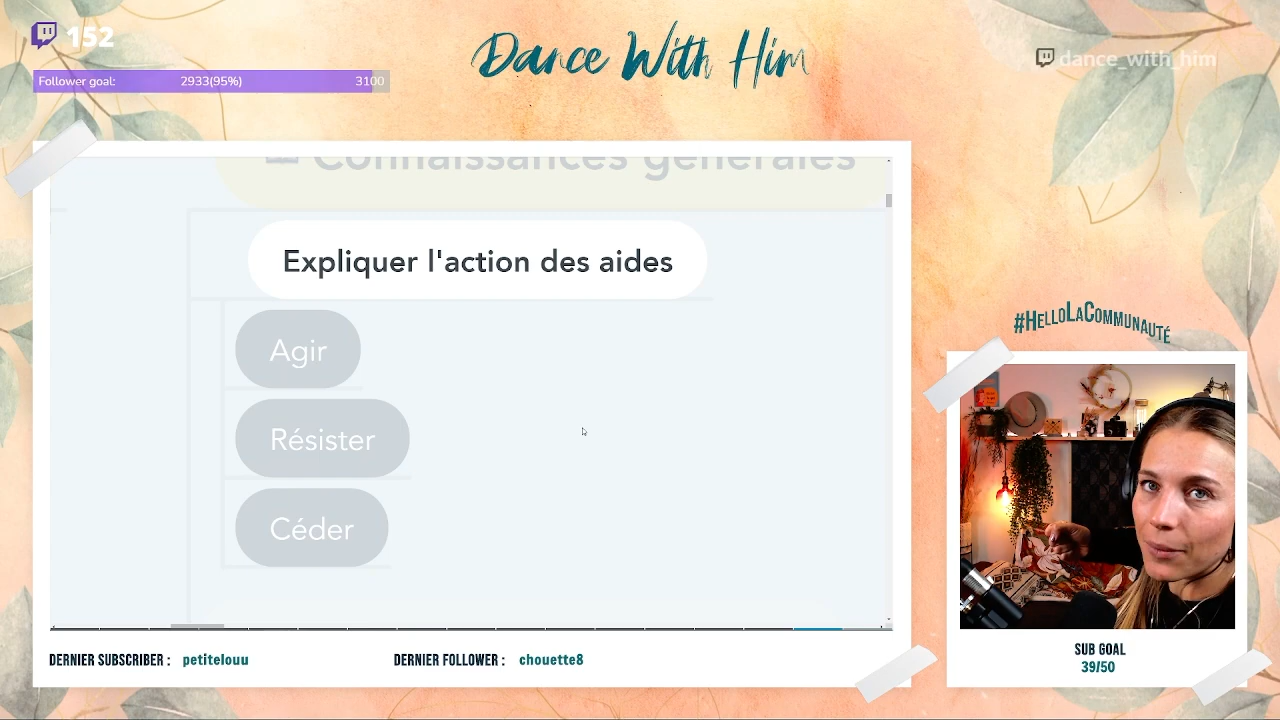 152
Follower goal: 2933(95%) 3100
Dance With Him
dance_with_him
Connaissances générales
Expliquer l'action des aides
Agir
Résister
Céder
#HelloLaCommunauté
DERNIER SUBSCRIBER : petitelouu
DERNIER FOLLOWER : chouette8
SUB GOAL
39/50